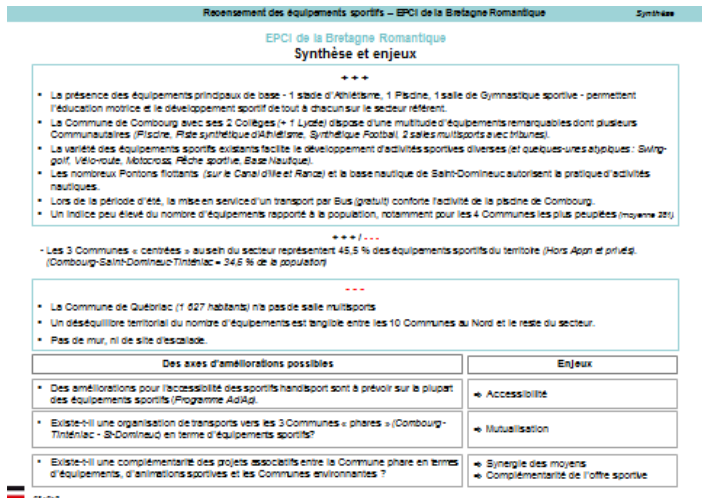 Recensement des équipements sportifs – EPCI de la Bretagne Romantique Synthèse
EPCI de la Bretagne Romantique
Synthèse et enjeux
+ + +
• La présence des équipements principaux de base - 1 stade d'Athlétisme, 1 Piscine, 1 salle de Gymnastique sportive - permettent
l'éducation motrice et le développement sportif de tout à chacun sur le secteur référent.
• La Commune de Combourg avec ses 2 Collèges (+ 1 Lycée) dispose d'une multitude d'équipements remarquables dont plusieurs
Communautaires (Piscine, Piste synthétique d'Athlétisme, Synthétique Football, 2 salles multisports avec tribunes).
• La variété des équipements sportifs existants facilite le développement d'activités sportives diverses (et quelques-unes atypiques : Swing-
golf, Vélo-route, Motocross, Pêche sportive, Base Nautique).
• Les nombreux Pontons flottants (sur le Canal d'Ille et Rance) et la base nautique de Saint-Domineuc autorisent la pratique d'activités
nautiques.
• Lors de la période d'été, la mise en service d'un transport par Bus (gratuit) conforte l'activité de la piscine de Combourg.
• Un indice peu élevé du nombre d'équipements rapporté à la population, notamment pour les 4 Communes les plus peuplées (moyenne 281).
+ + + / - - -
- Les 3 Communes « centrées » au sein du secteur représentent 45,5 % des équipements sportifs du territoire (Hors Appn et privés).
(Combourg-Saint-Domineuc-Tinténiac = 34,6 % de la population)
- - -
• La Commune de Québriac (1 627 habitants) n'a pas de salle multisports
• Un déséquilibre territorial du nombre d'équipements est tangible entre les 10 Communes au Nord et le reste du secteur.
• Pas de mur, ni de site d'escalade.
Des axes d'améliorations possibles Enjeux
• Des améliorations pour l'accessibilité des sportifs handisport sont à prévoir sur la plupart
des équipements sportifs (Programme Ad'Ap).
➪ Accessibilité
• Existe-t-il une organisation de transports vers les 3 Communes « phares » (Combourg-
Tinténiac - St-Domineuc) en terme d'équipements sportifs?
➪ Mutualisation
• Existe-t-il une complémentarité des projets associatifs entre la Commune phare en termes
d'équipements, d'animations sportives et les Communes environnantes ?
➪ Synergie des moyens
➪ Complémentarité de l'offre sportive